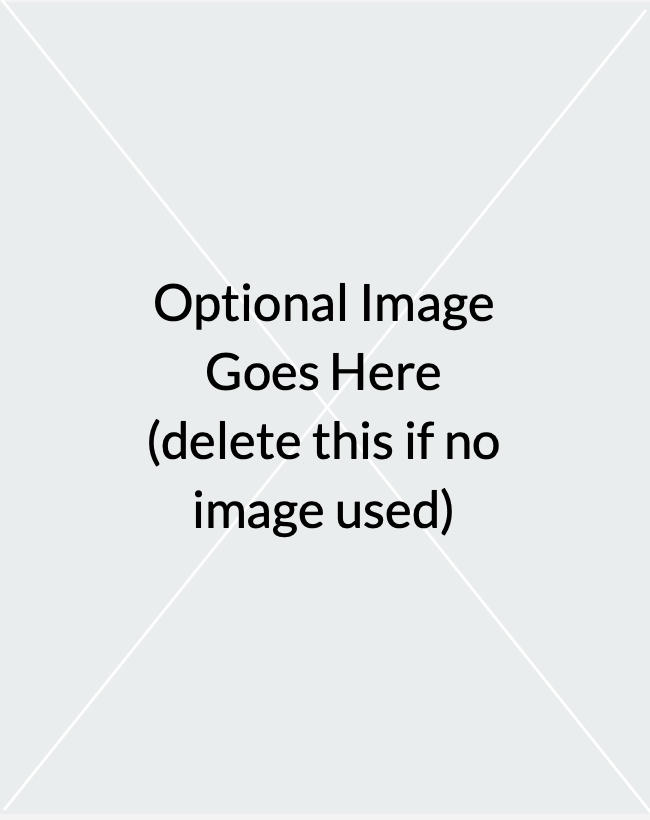 Optional Image
Goes Here
(delete this if no
image used)